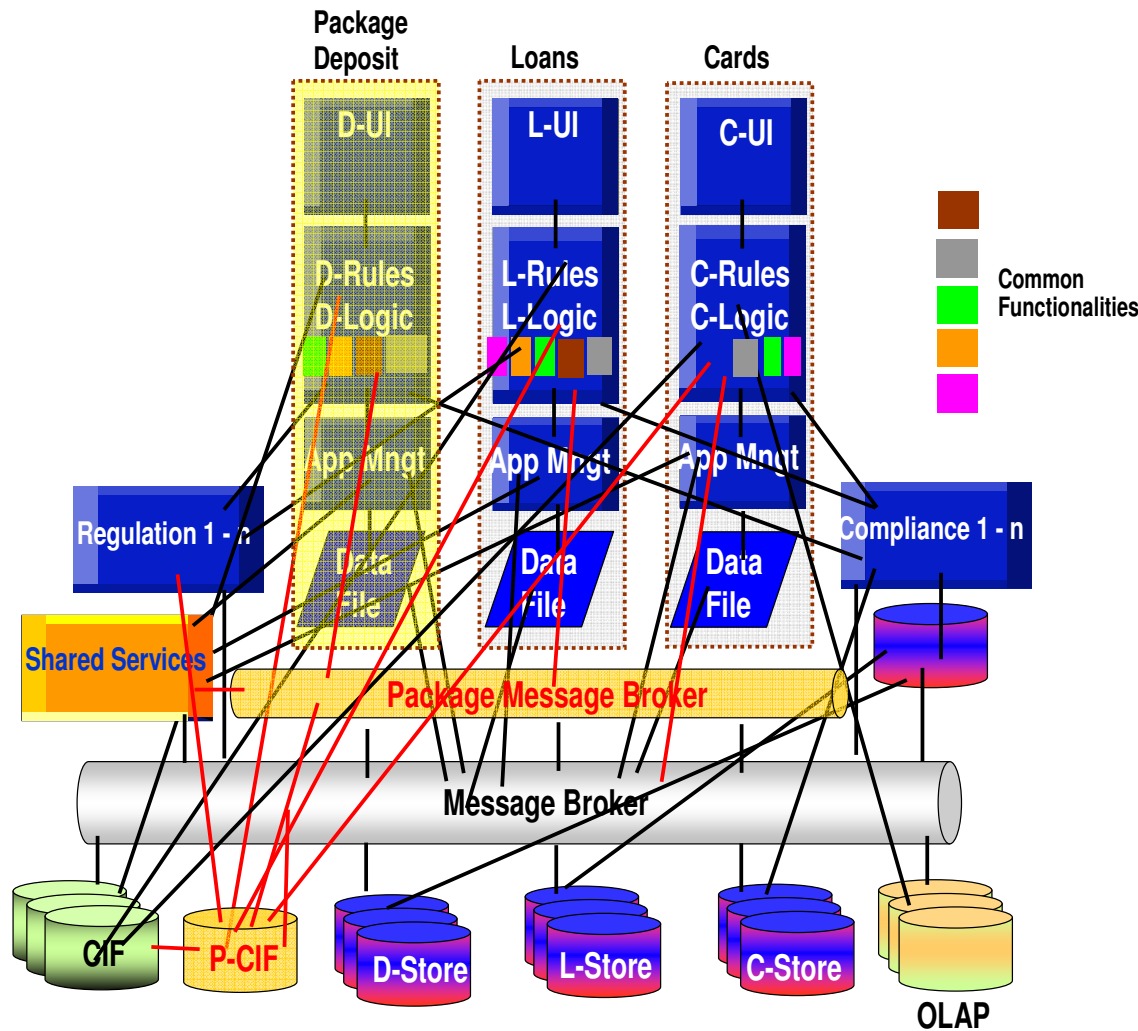 Package
Deposit
Loans
Cards
D-UI
L-UI
C-UI
D-Rules
D-Logic
L-Rules
L-Logic
C-Rules
C-Logic
Common
Functionalities
App Mngt
App Mngt
App Mngt
Regulation 1 - n
Compliance 1 - n
Data
File
Data
File
Data
File
Shared Services
Package Message Broker
Message Broker
CIF
P-CIF
D-Store
L-Store
C-Store
OLAP